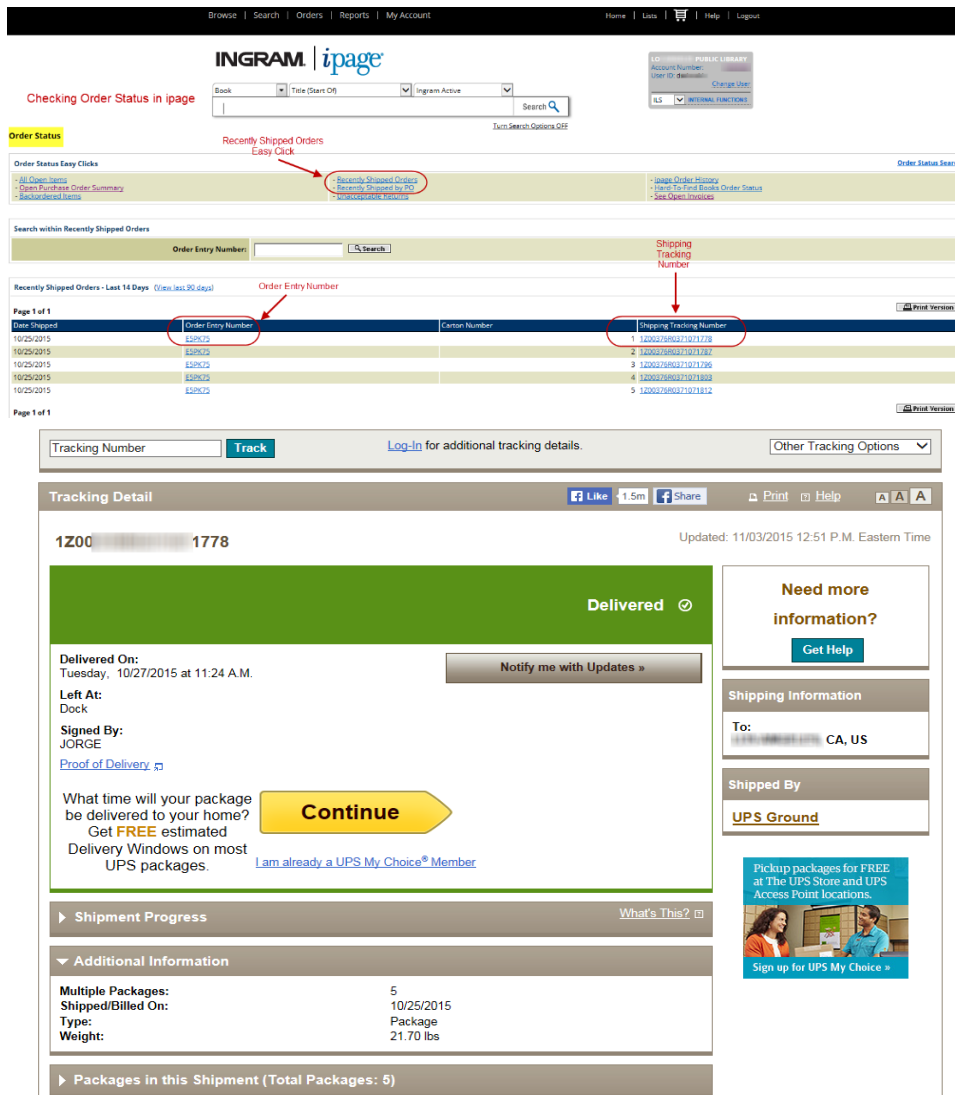 Browse | Search | Orders | Reports | My Account
Home | Lists | | Help | Logout
INGRAM | ipage
LO PUBLIC LIBRARY
Account Number:
User ID:
Change User
ILS INTERNAL FUNCTIONS
Checking Order Status in ipage
Book Title (Start Of) Ingram Active
Search
Turn Search Options OFF
Order Status
Recently Shipped Orders
Easy Click
Order Status Easy Clicks
Order Status Sear
- All Open Items
- Open Purchase Order Summary
- Backordered Items
- Recently Shipped Orders
- Recently Shipped by PO
- Unacceptable Returns
- Ipage Order History
- Hard-To-Find Books Order Status
- See Open Invoices
Search within Recently Shipped Orders
Order Entry Number: Search
Shipping
Tracking
Number
Recently Shipped Orders - Last 14 Days (View last 90 days)
Order Entry Number
Page 1 of 1
Print Version
Date Shipped Order Entry Number Carton Number Shipping Tracking Number
10/25/2015 E5PK75 1 1Z00376R0371071778
10/25/2015 E5PK75 2 1Z00376R0371071787
10/25/2015 E5PK75 3 1Z00376R0371071796
10/25/2015 E5PK75 4 1Z00376R0371071803
10/25/2015 E5PK75 5 1Z00376R0371071812
Page 1 of 1
Print Version
Tracking Number Track
Log-In for additional tracking details.
Other Tracking Options
Tracking Detail
Like 1.5m Share
Print Help A A A
1Z00 1778
Updated: 11/03/2015 12:51 P.M. Eastern Time
Delivered
Delivered On:
Tuesday, 10/27/2015 at 11:24 A.M.
Notify me with Updates »
Left At:
Dock
Signed By:
JORGE
Proof of Delivery
What time will your package
be delivered to your home?
Get FREE estimated
Delivery Windows on most
UPS packages.
Continue
I am already a UPS My Choice® Member
Need more
information?
Get Help
Shipping Information
To:
CA, US
Shipped By
UPS Ground
Pickup packages for FREE
at The UPS Store and UPS
Access Point locations.
Sign up for UPS My Choice »
Shipment Progress
What's This?
Additional Information
Multiple Packages: 5
Shipped/Billed On: 10/25/2015
Type: Package
Weight: 21.70 lbs
Packages in this Shipment (Total Packages: 5)